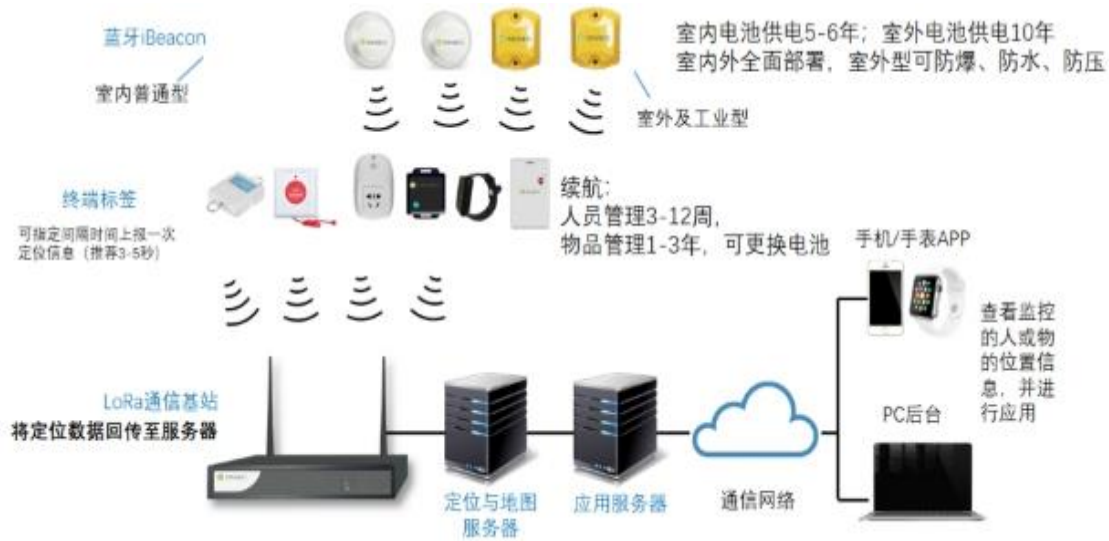 蓝牙iBeacon
室内普通型
室内电池供电5-6年；室外电池供电10年
室内外全面部署，室外型可防爆、防水、防压
室外及工业型
终端标签
可指定间隔时间上报一次
定位信息（推荐3-5秒）
续航：
人员管理3-12周，
物品管理1-3年，可更换电池
手机/手表APP
查看监控
的人或物
的位置信
息，并进
行应用
LoRa通信基站
将定位数据回传至服务器
定位与地图
服务器
应用服务器
通信网络
PC后台